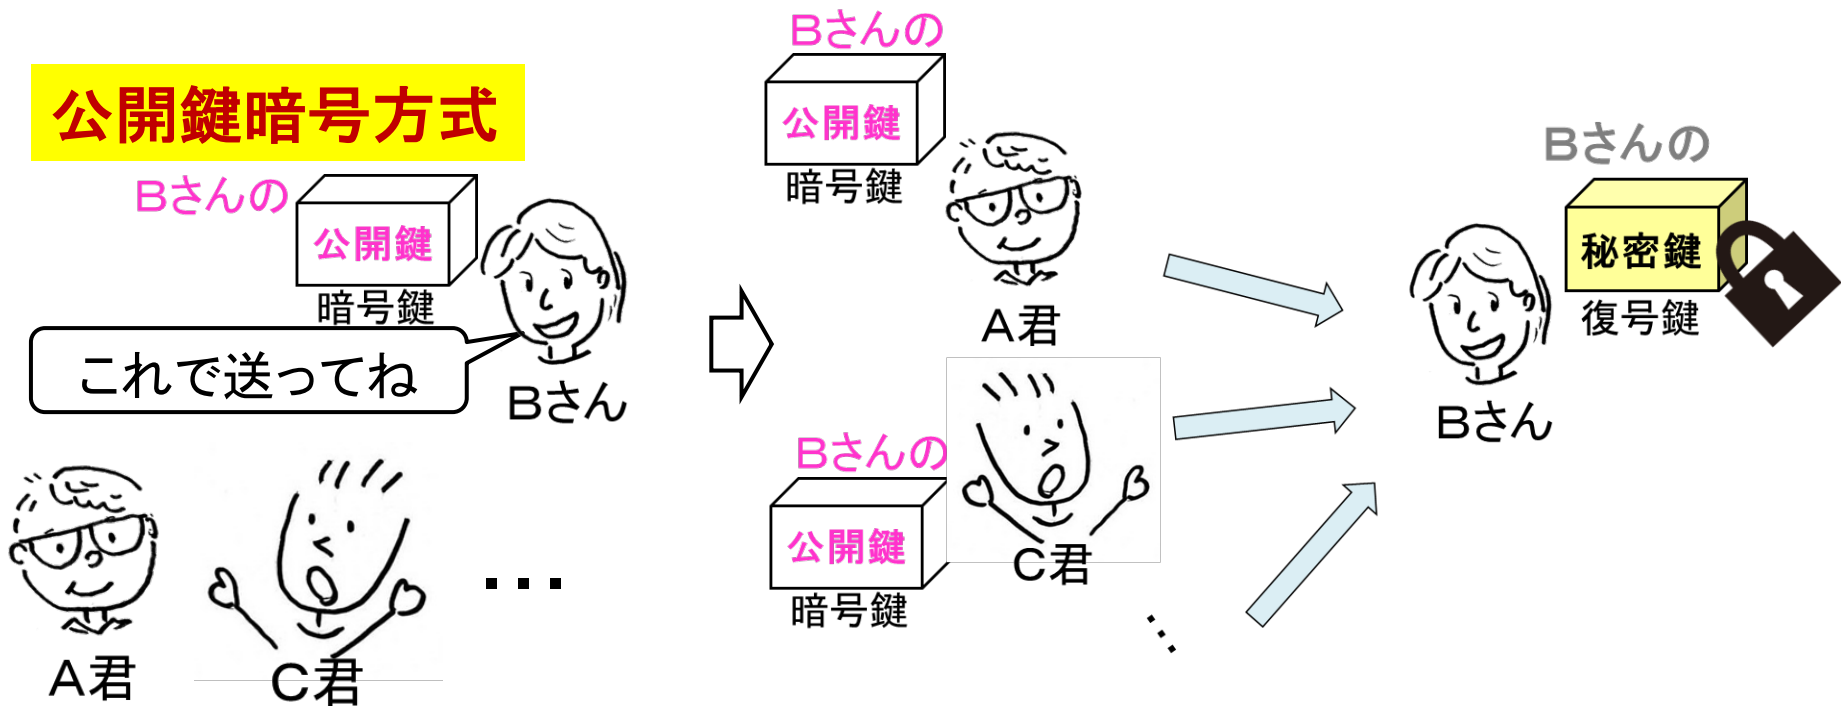 公開鍵暗号方式
Bさんの
公開鍵
暗号鍵
これで送ってね
Bさん
A君
C君
・・・
Bさんの
公開鍵
暗号鍵
A君
Bさんの
公開鍵
暗号鍵
C君
・・・
Bさんの
秘密鍵
復号鍵
Bさん